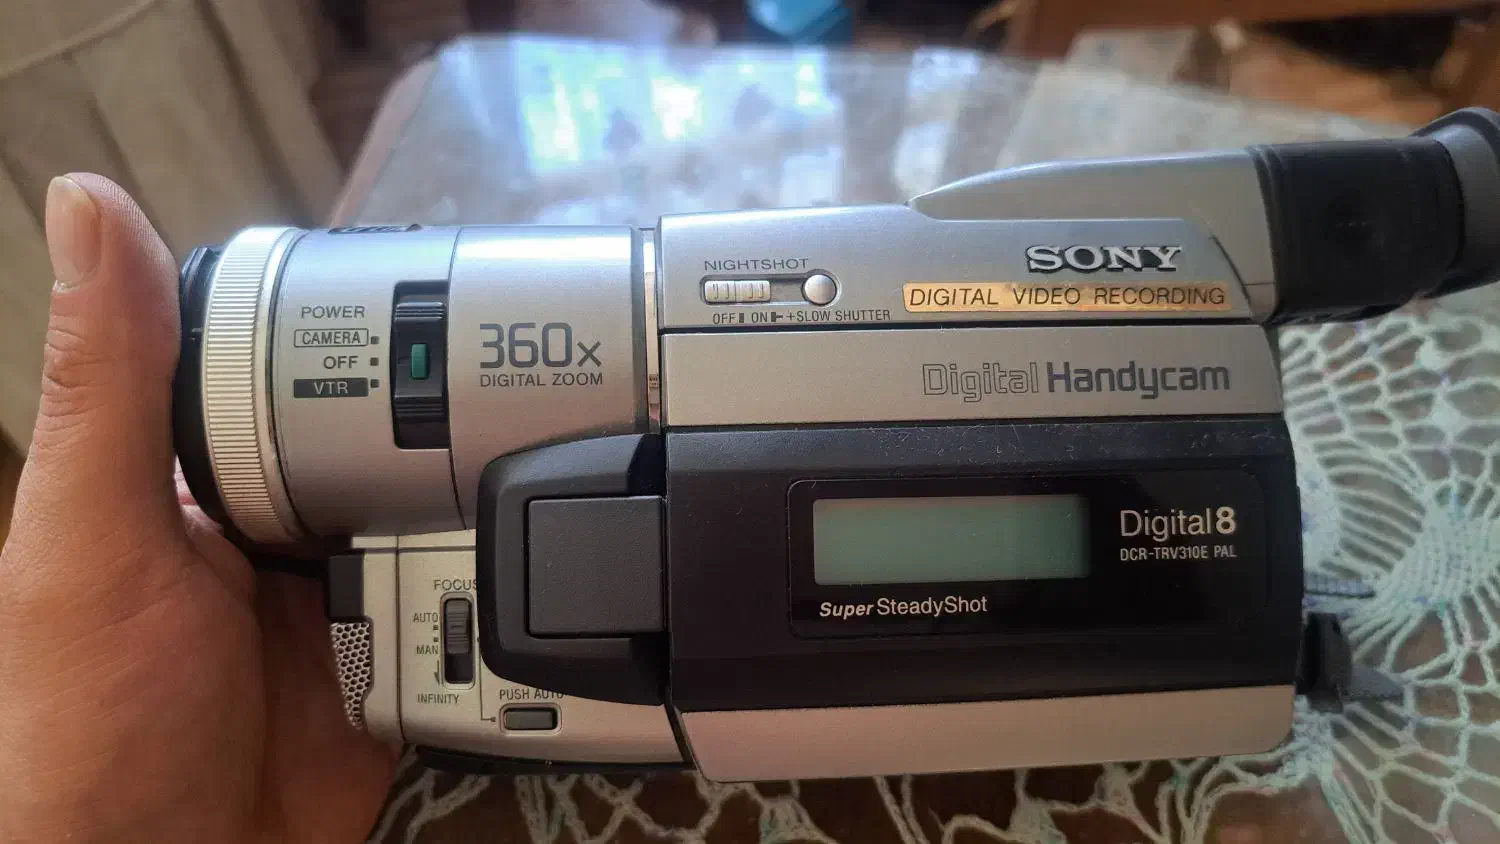 POWER
CAMERA
OFF
VTR
360x
DIGITAL ZOOM
NIGHTSHOT
OFF ON +SLOW SHUTTER
SONY
DIGITAL VIDEO RECORDING
Digital Handycam
Digital8
DCR-TRV310E PAL
Super SteadyShot
FOCUS
AUTO
MAN
INFINITY
PUSH AUTO